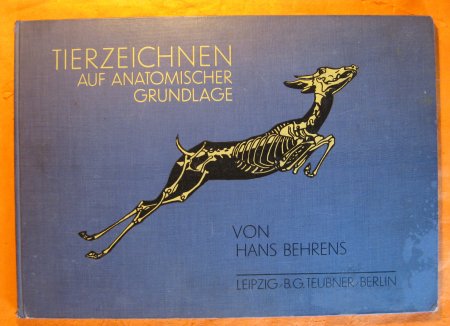 TIERZEICHNEN
AUF ANATOMISCHER
GRUNDLAGE
VON
HANS BEHRENS
LEIPZIG / B.G. TEUBNER / BERLIN